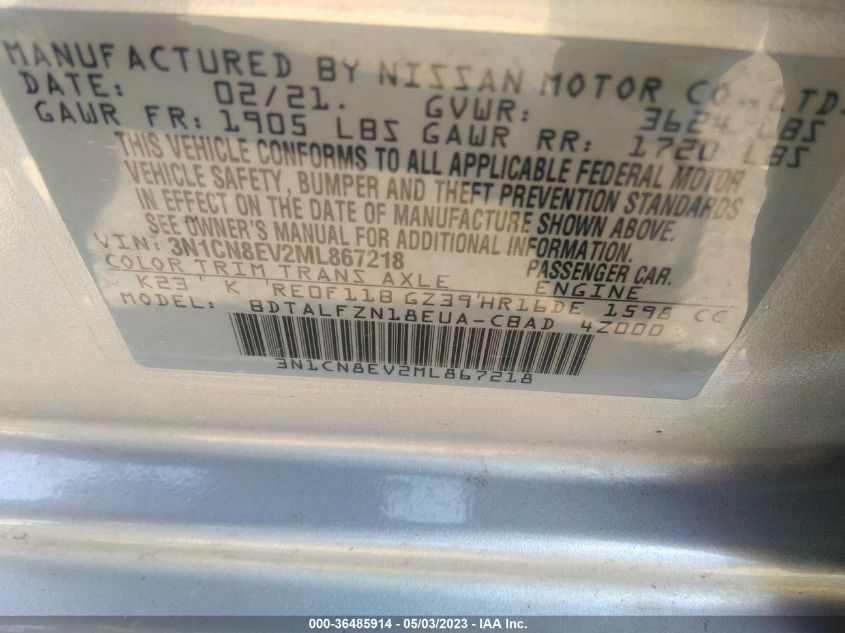 MANUFACTURED BY NISSAN MOTOR CO., LTD.
DATE: 02/21. GVWR: 3624 LBS
GAWR FR: 1905 LBS GAWR RR: 1720 LBS
THIS VEHICLE CONFORMS TO ALL APPLICABLE FEDERAL MOTOR
VEHICLE SAFETY, BUMPER AND THEFT PREVENTION STANDARDS
IN EFFECT ON THE DATE OF MANUFACTURE SHOWN ABOVE.
SEE OWNER'S MANUAL FOR ADDITIONAL INFORMATION.
VIN: 3N1CN8EV2ML867218 PASSENGER CAR.
COLOR TRIM TRANS AXLE ENGINE
K23' K 'RE0F11B GZ39'HR16DE 1598 CC
MODEL: BDTALFZN18EUA-CBAD 4Z000
3N1CN8EV2ML867218
000-36485914 - 05/03/2023 - IAA Inc.